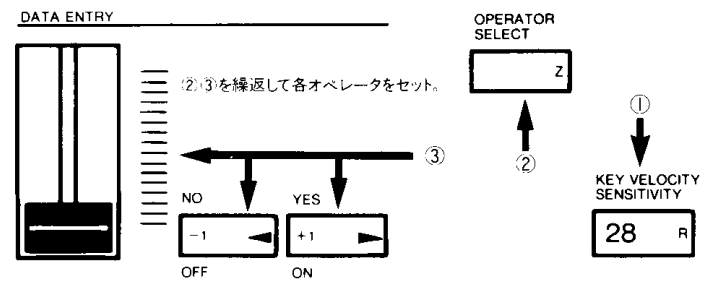 DATA ENTRY
②③を繰返して各オペレータをセット。
OPERATOR
SELECT
Z
①
②
③
KEY VELOCITY
SENSITIVITY
28 R
NO
YES
-1
+1
OFF
ON